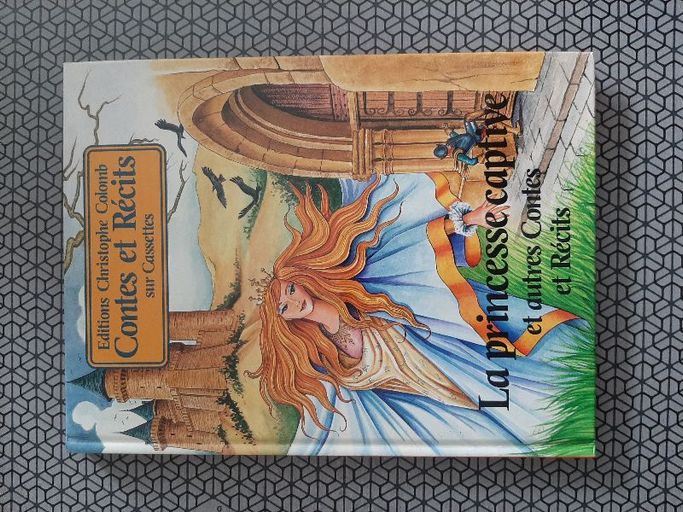 Editions Christophe Colomb
Contes et Récits
sur Cassettes
La princesse captive
et autres Contes
et Récits